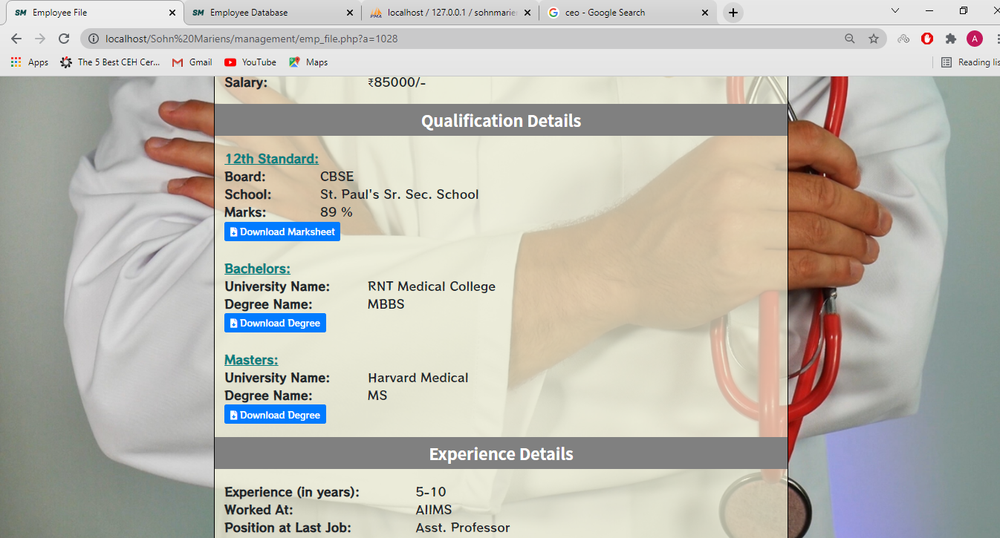 SM Employee File
SM Employee Database
PMA localhost / 127.0.0.1 / sohnmarie
G ceo - Google Search
localhost/Sohn%20Mariens/management/emp_file.php?a=1028
A
Apps
The 5 Best CEH Cer...
Gmail
YouTube
Maps
Reading lis
Salary: ₹85000/-
Qualification Details
12th Standard:
Board: CBSE
School: St. Paul's Sr. Sec. School
Marks: 89 %
Download Marksheet
Bachelors:
University Name: RNT Medical College
Degree Name: MBBS
Download Degree
Masters:
University Name: Harvard Medical
Degree Name: MS
Download Degree
Experience Details
Experience (in years): 5-10
Worked At: AIIMS
Position at Last Job: Asst. Professor